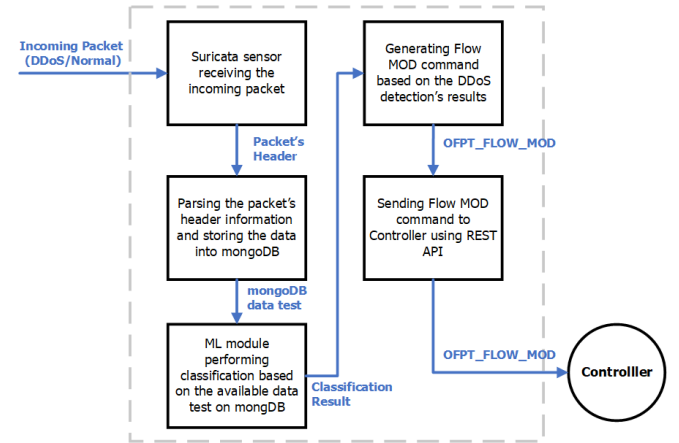 Incoming Packet
(DDoS/Normal)
Suricata sensor
receiving the
incoming packet
Packet's
Header
Parsing the packet's
header information
and storing the data
into mongoDB
mongoDB
data test
ML module
performing
classification based
on the available data
test on mongDB
Classification
Result
Generating Flow
MOD command
based on the DDoS
detection's results
OFPT_FLOW_MOD
Sending Flow MOD
command to
Controller using REST
API
OFPT_FLOW_MOD
Controlller